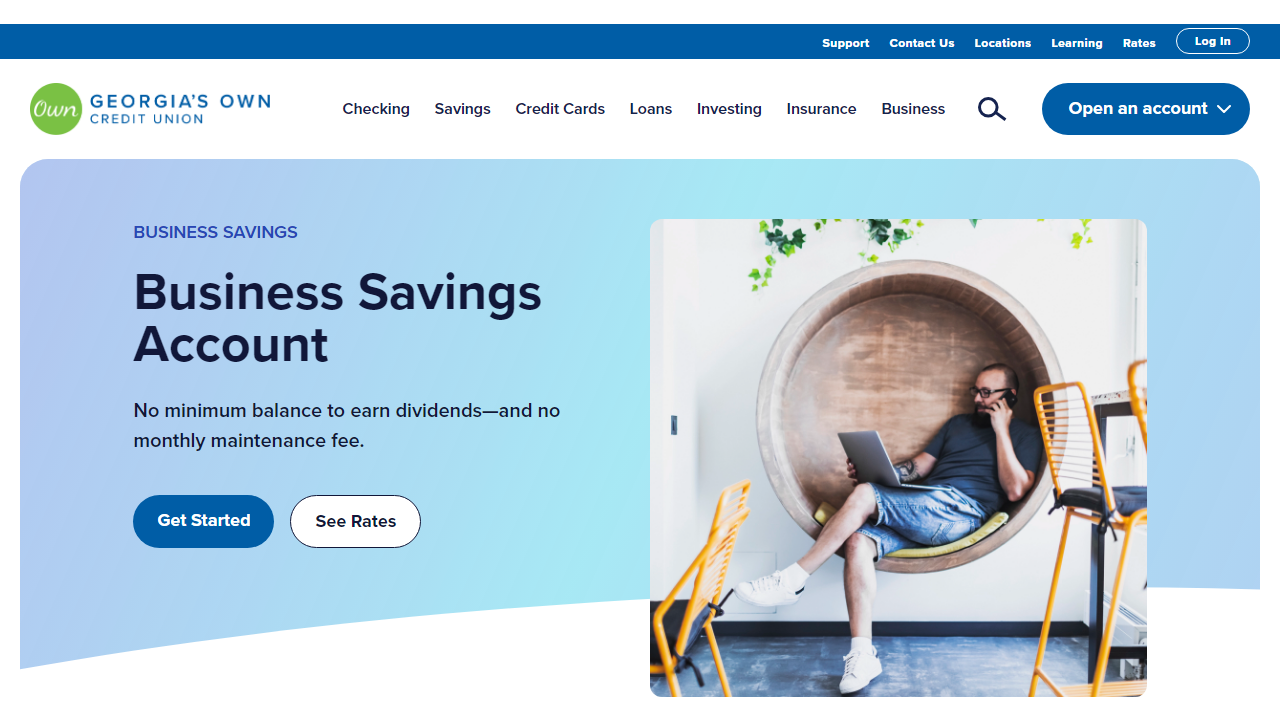 Support Contact Us Locations Learning Rates Log In
Own GEORGIA'S OWN
CREDIT UNION
Checking Savings Credit Cards Loans Investing Insurance Business Open an account
BUSINESS SAVINGS
Business Savings
Account
No minimum balance to earn dividends—and no
monthly maintenance fee.
Get Started See Rates